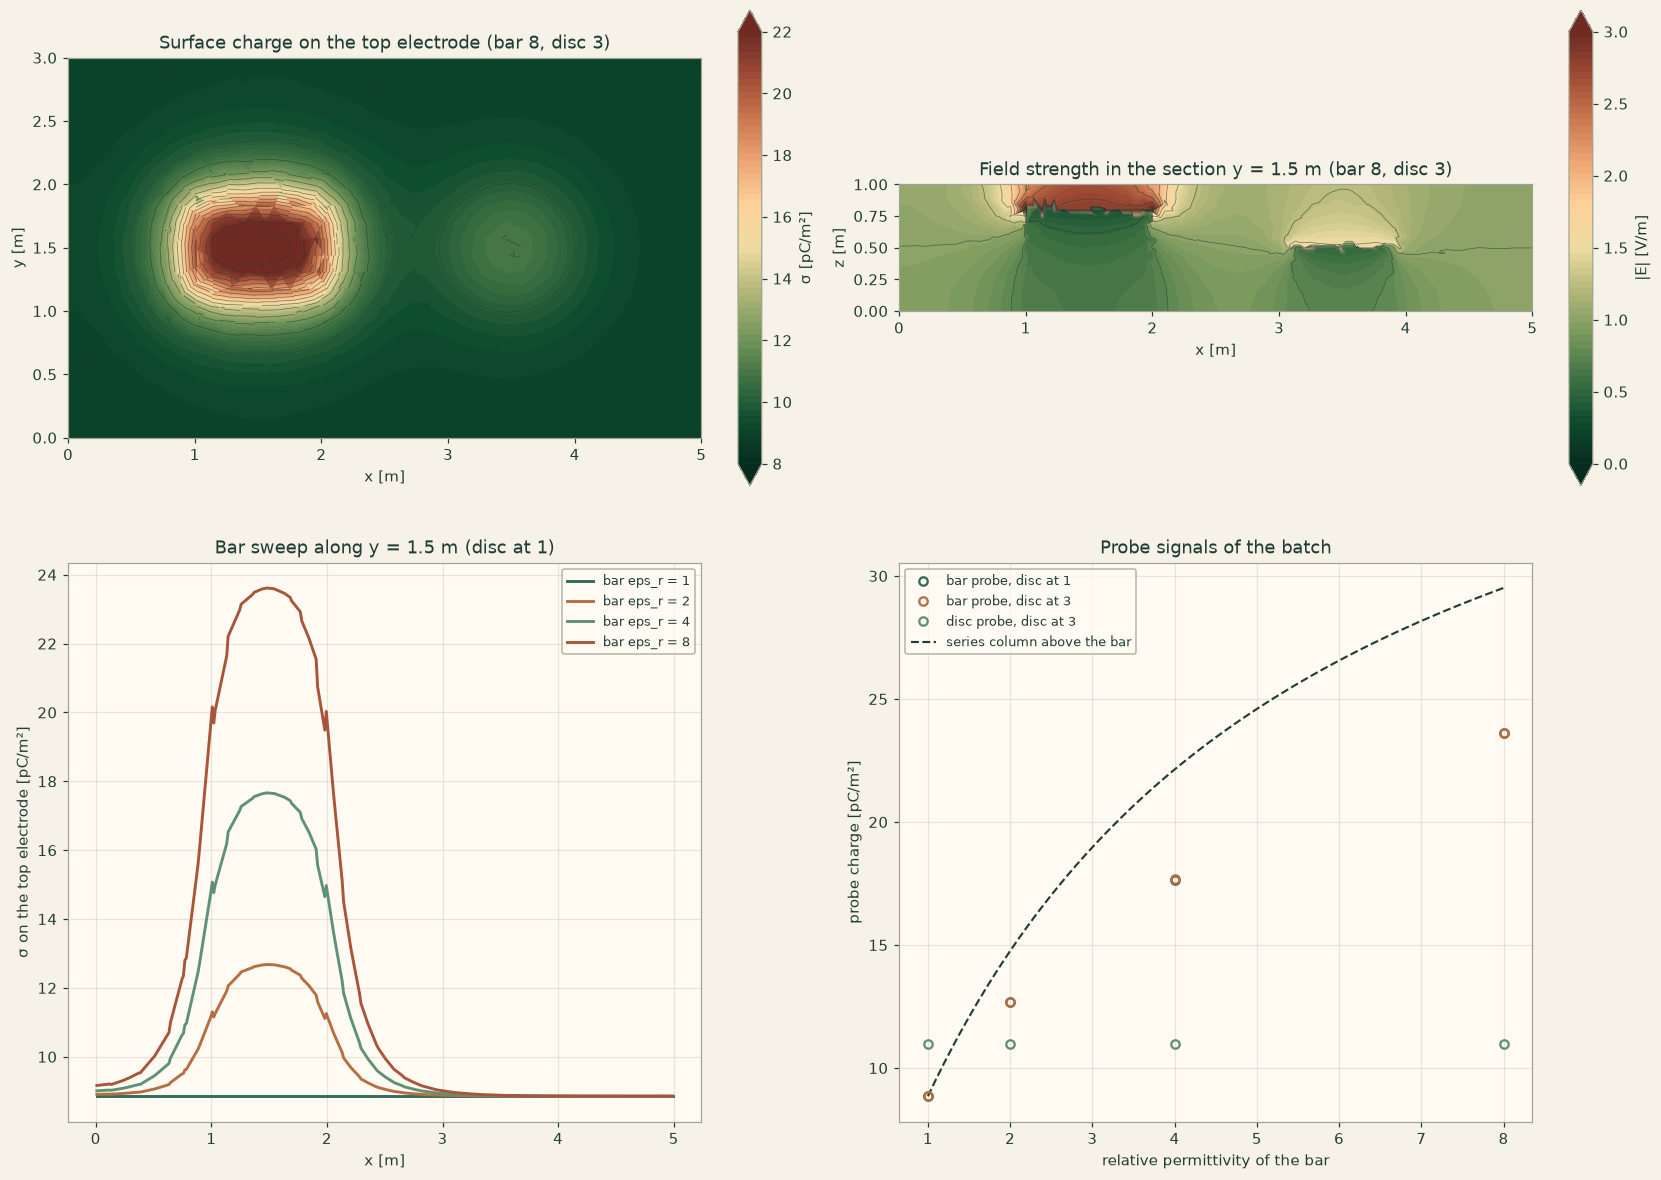 Surface charge on the top electrode (bar 8, disc 3)
3.0
2.5
2.0
1.5
1.0
0.5
0.0
y [m]
0 1 2 3 4 5
x [m]
22
20
18
16
14
12
10
8
σ [pC/m²]
Field strength in the section y = 1.5 m (bar 8, disc 3)
1.00
0.75
0.50
0.25
0.00
z [m]
0 1 2 3 4 5
x [m]
3.0
2.5
2.0
1.5
1.0
0.5
0.0
|E| [V/m]
Bar sweep along y = 1.5 m (disc at 1)
24
22
20
18
16
14
12
10
σ on the top electrode [pC/m²]
bar eps_r = 1
bar eps_r = 2
bar eps_r = 4
bar eps_r = 8
0 1 2 3 4 5
x [m]
Probe signals of the batch
30
25
20
15
10
probe charge [pC/m²]
bar probe, disc at 1
bar probe, disc at 3
disc probe, disc at 3
series column above the bar
1 2 3 4 5 6 7 8
relative permittivity of the bar